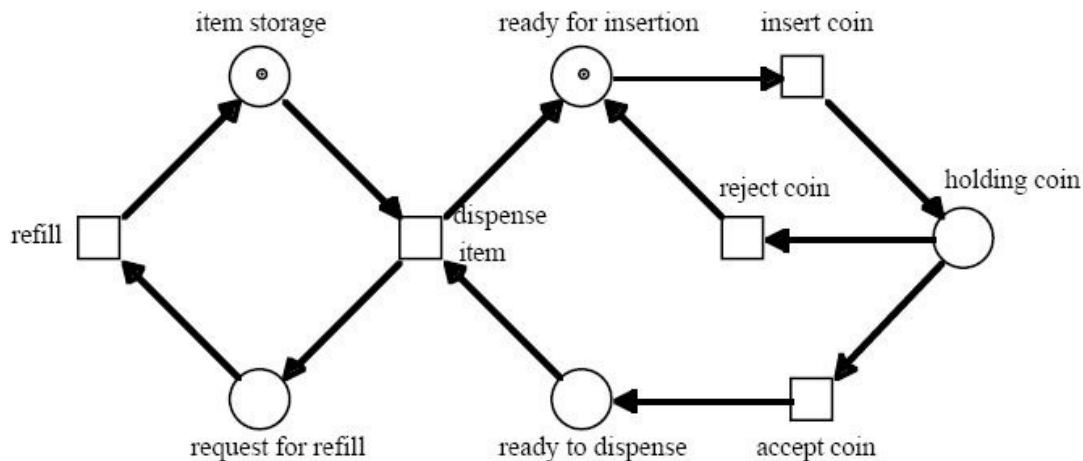 item storage
ready for insertion
insert coin
reject coin
holding coin
refill
dispense
item
request for refill
ready to dispense
accept coin